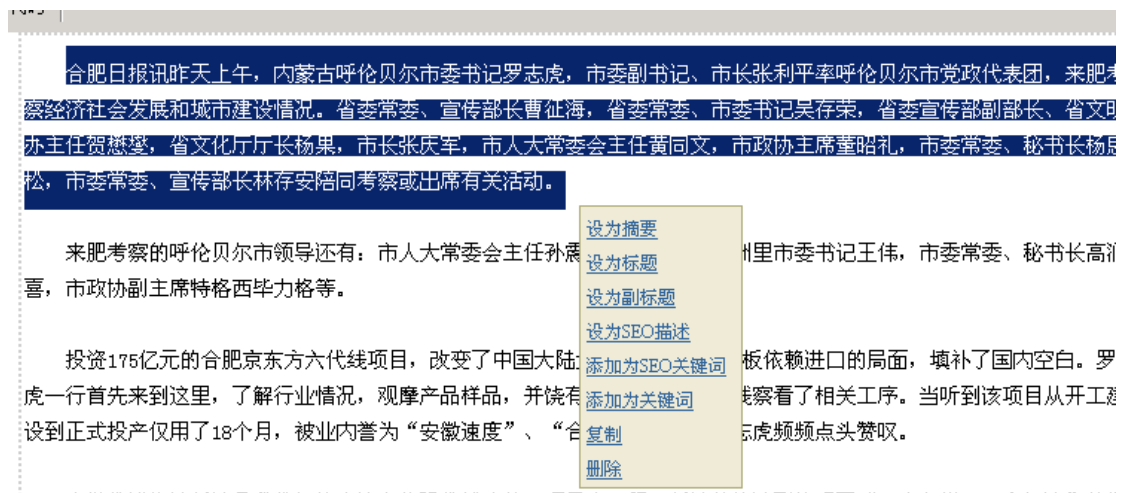 合肥日报讯昨天上午，内蒙古呼伦贝尔市委书记罗志虎，市委副书记、市长张利平率呼伦贝尔市党政代表团，来肥
察经济社会发展和城市建设情况。省委常委、宣传部长曹征海，省委常委、市委书记吴存荣，省委宣传部副部长、省文明
办主任贺懋燮，省文化厅厅长杨果，市长张庆军，市人大常委会主任黄同文，市政协主席董昭礼，市委常委、秘书长杨思
松，市委常委、宣传部长林存安陪同考察或出席有关活动。
来肥考察的呼伦贝尔市领导还有：市人大常委会主任孙震 里市委书记王伟，市委常委、秘书长高
喜，市政协副主席特格西毕力格等。
投资175亿元的合肥京东方六代线项目，改变了中国大陆 板依赖进口的局面，填补了国内空白。罗
虎一行首先来到这里，了解行业情况，观摩产品样品，并饶有 察看了相关工序。当听到该项目从开工建
设到正式投产仅用了18个月，被业内誉为“安徽速度”、“合 志虎频频点头赞叹。
设为摘要
设为标题
设为副标题
设为SEO描述
添加为SEO关键词
添加为关键词
复制
删除